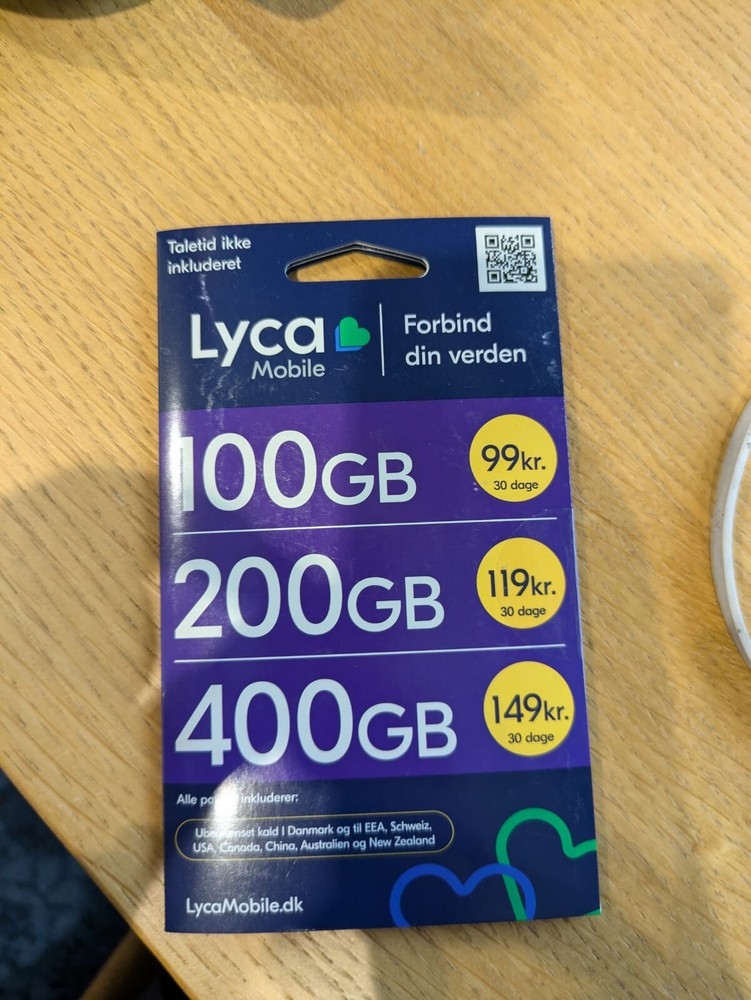 Taletid ikke
inkluderet
Lyca
Mobile
Forbind
din verden
100GB
99kr.
30 dage
200GB
119kr.
30 dage
400GB
149kr.
30 dage
Alle inkluderer:
kald I Danmark og til EEA, Schweiz,
USA, Canada, China, Australien og New Zealand
LycaMobile.dk